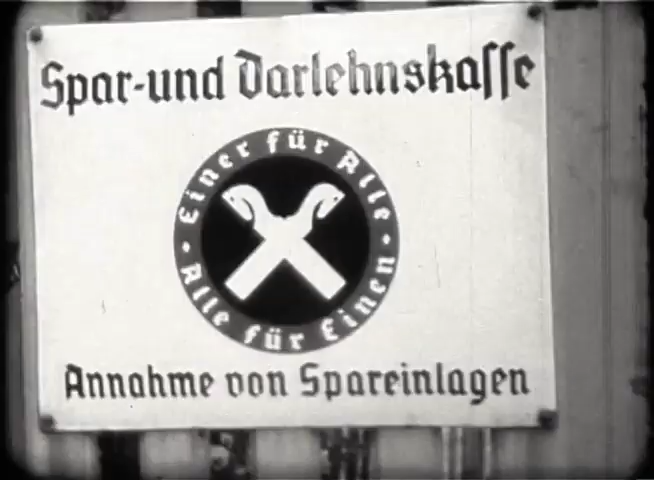 Spar-und Darlehnskasse
Einer für Alle
Alle für Einen
Annahme von Spareinlagen